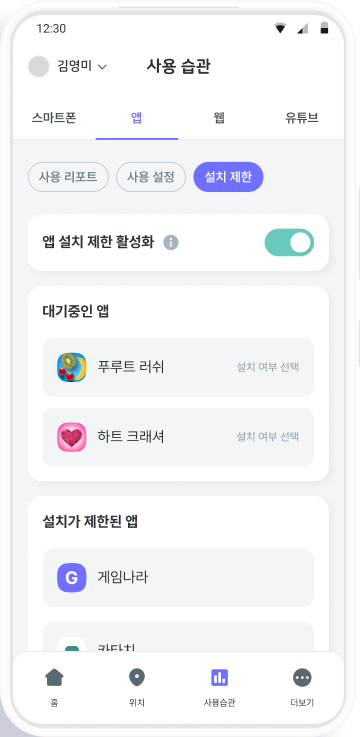 12:30
김영미 사용 습관
스마트폰 앱 웹 유튜브
사용 리포트 사용 설정 설치 제한
앱 설치 제한 활성화 i
대기중인 앱
푸루트 러쉬 설치 여부 선택
하트 크래셔 설치 여부 선택
설치가 제한된 앱
G 게임나라
카타치
홈 위치 사용습관 더보기